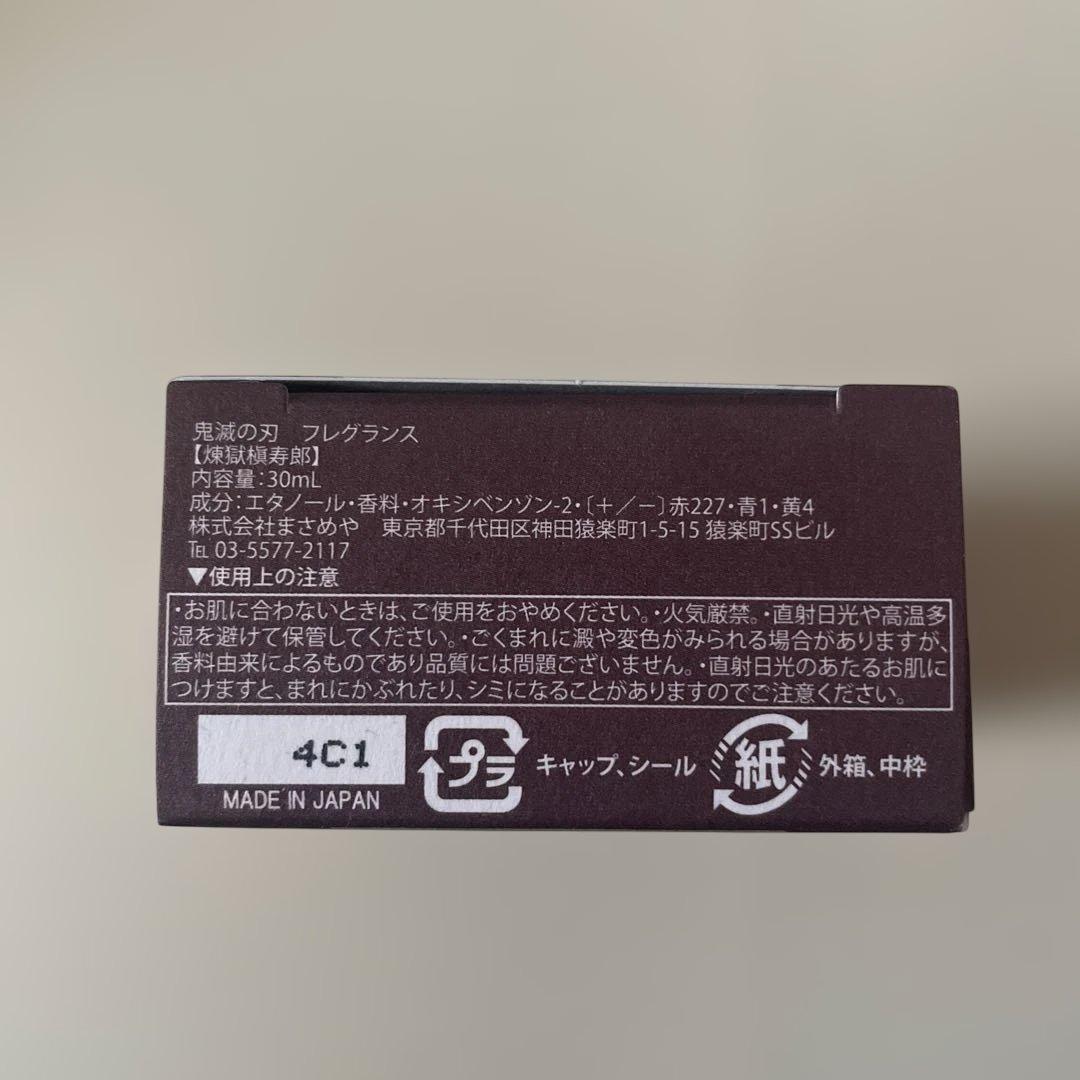 鬼滅の刃　フレグランス
【煉獄槇寿郎】
内容量：30mL
成分：エタノール・香料・オキシベンゾン-2・〔＋／－〕赤227・青1・黄4
株式会社まさめや　東京都千代田区神田猿楽町1-5-15 猿楽町SSビル
℡ 03-5577-2117
▼使用上の注意
・お肌に合わないときは、ご使用をおやめください。・火気厳禁。・直射日光や高温多
湿を避けて保管してください。・ごくまれに澱や変色がみられる場合がありますが、
香料由来によるものであり品質には問題ございません。・直射日光のあたるお肌に
つけますと、まれにかぶれたり、シミになることがありますのでご注意ください。
4C1
MADE IN JAPAN
プラ
キャップ、シール
紙
外箱、中枠